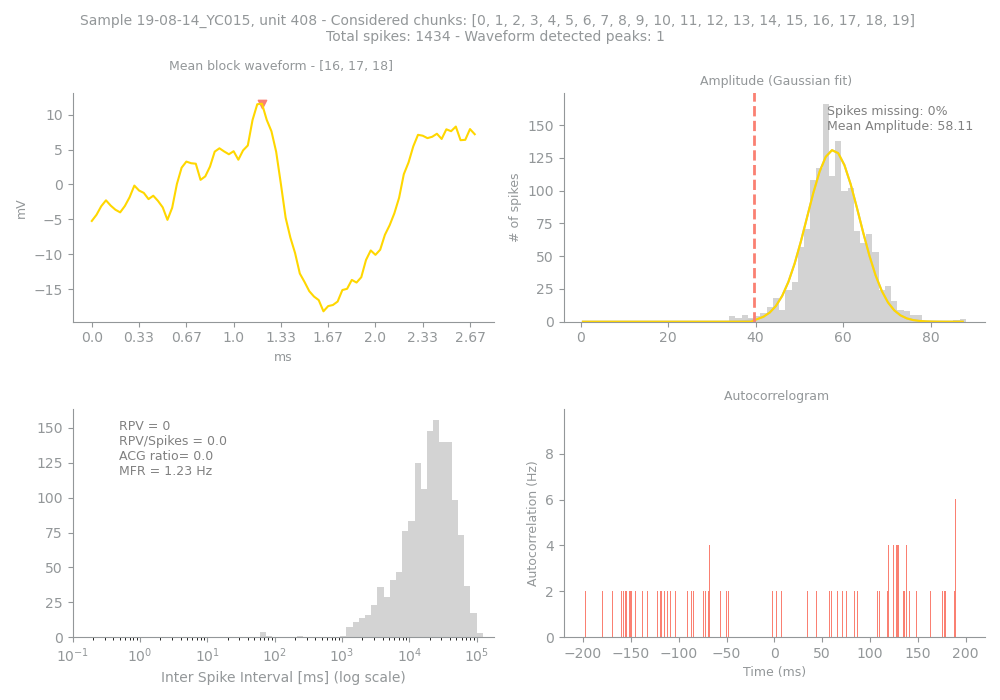 Sample 19-08-14_YC015, unit 408 - Considered chunks: [0, 1, 2, 3, 4, 5, 6, 7, 8, 9, 10, 11, 12, 13, 14, 15, 16, 17, 18, 19]
Total spikes: 1434 - Waveform detected peaks: 1
Mean block waveform - [16, 17, 18]
10
5
0
−5
−10
−15
mV
0.0 0.33 0.67 1.0 1.33 1.67 2.0 2.33 2.67
ms
Amplitude (Gaussian fit)
Spikes missing: 0%
Mean Amplitude: 58.11
150
125
100
75
50
25
0
# of spikes
0 20 40 60 80
RPV = 0
RPV/Spikes = 0.0
ACG ratio= 0.0
MFR = 1.23 Hz
150
125
100
75
50
25
0
10⁻¹ 10⁰ 10¹ 10² 10³ 10⁴ 10⁵
Inter Spike Interval [ms] (log scale)
Autocorrelogram
8
6
4
2
0
Autocorrelation (Hz)
−200 −150 −100 −50 0 50 100 150 200
Time (ms)